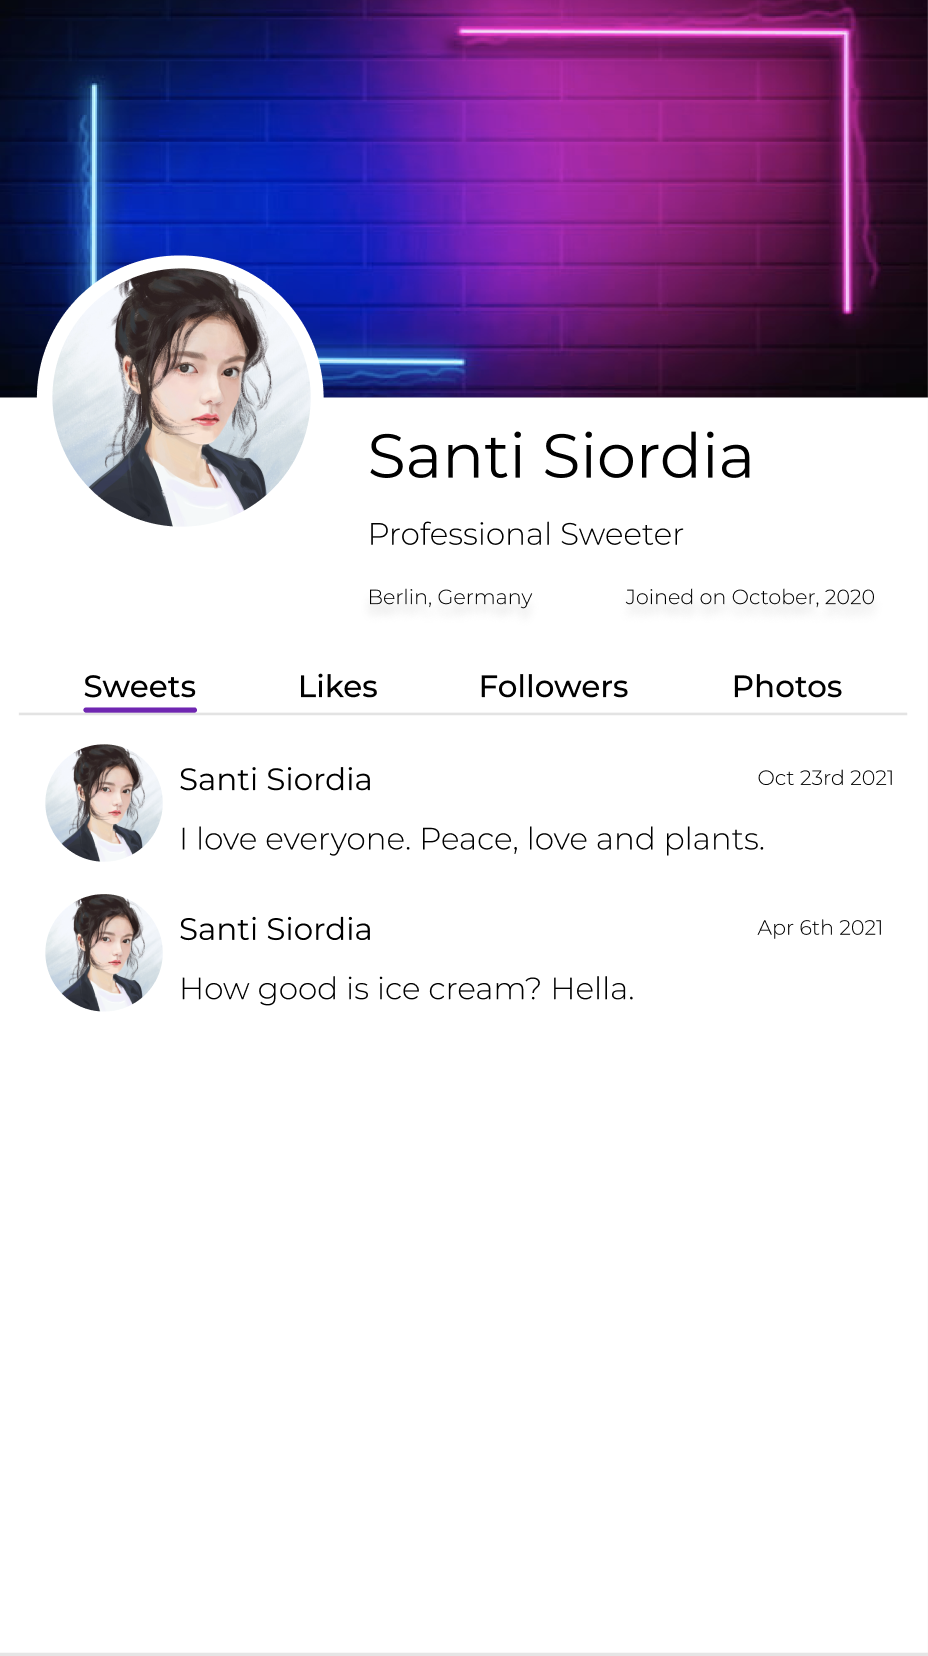 Santi Siordia
Professional Sweeter
Berlin, Germany Joined on October, 2020
Sweets Likes Followers Photos
Santi Siordia Oct 23rd 2021
I love everyone. Peace, love and plants.
Santi Siordia Apr 6th 2021
How good is ice cream? Hella.